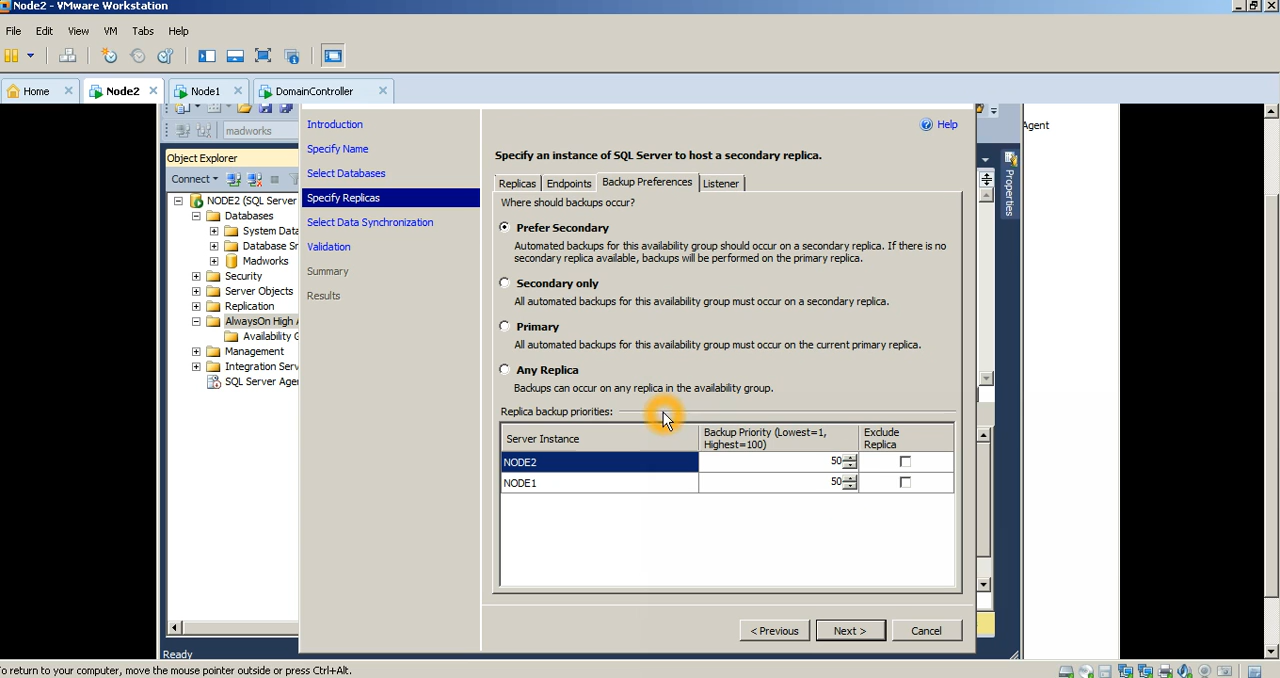 Node2 - VMware Workstation
File Edit View VM Tabs Help
Home Node2 Node1 DomainController
madworks
Object Explorer
Connect
NODE2 (SQL Server
Databases
System Data
Database Sn
Madworks
Security
Server Objects
Replication
AlwaysOn High A
Availability G
Management
Integration Serv
SQL Server Agen
Ready
Introduction
Specify Name
Select Databases
Specify Replicas
Select Data Synchronization
Validation
Summary
Results
Help
Specify an instance of SQL Server to host a secondary replica.
Replicas Endpoints Backup Preferences Listener
Where should backups occur?
Prefer Secondary
Automated backups for this availability group should occur on a secondary replica. If there is no
secondary replica available, backups will be performed on the primary replica.
Secondary only
All automated backups for this availability group must occur on a secondary replica.
Primary
All automated backups for this availability group must occur on the current primary replica.
Any Replica
Backups can occur on any replica in the availability group.
Replica backup priorities:
Server Instance Backup Priority (Lowest=1, Exclude
Highest=100) Replica
NODE2 50
NODE1 50
< Previous Next > Cancel
Agent
Properties
To return to your computer, move the mouse pointer outside or press Ctrl+Alt.